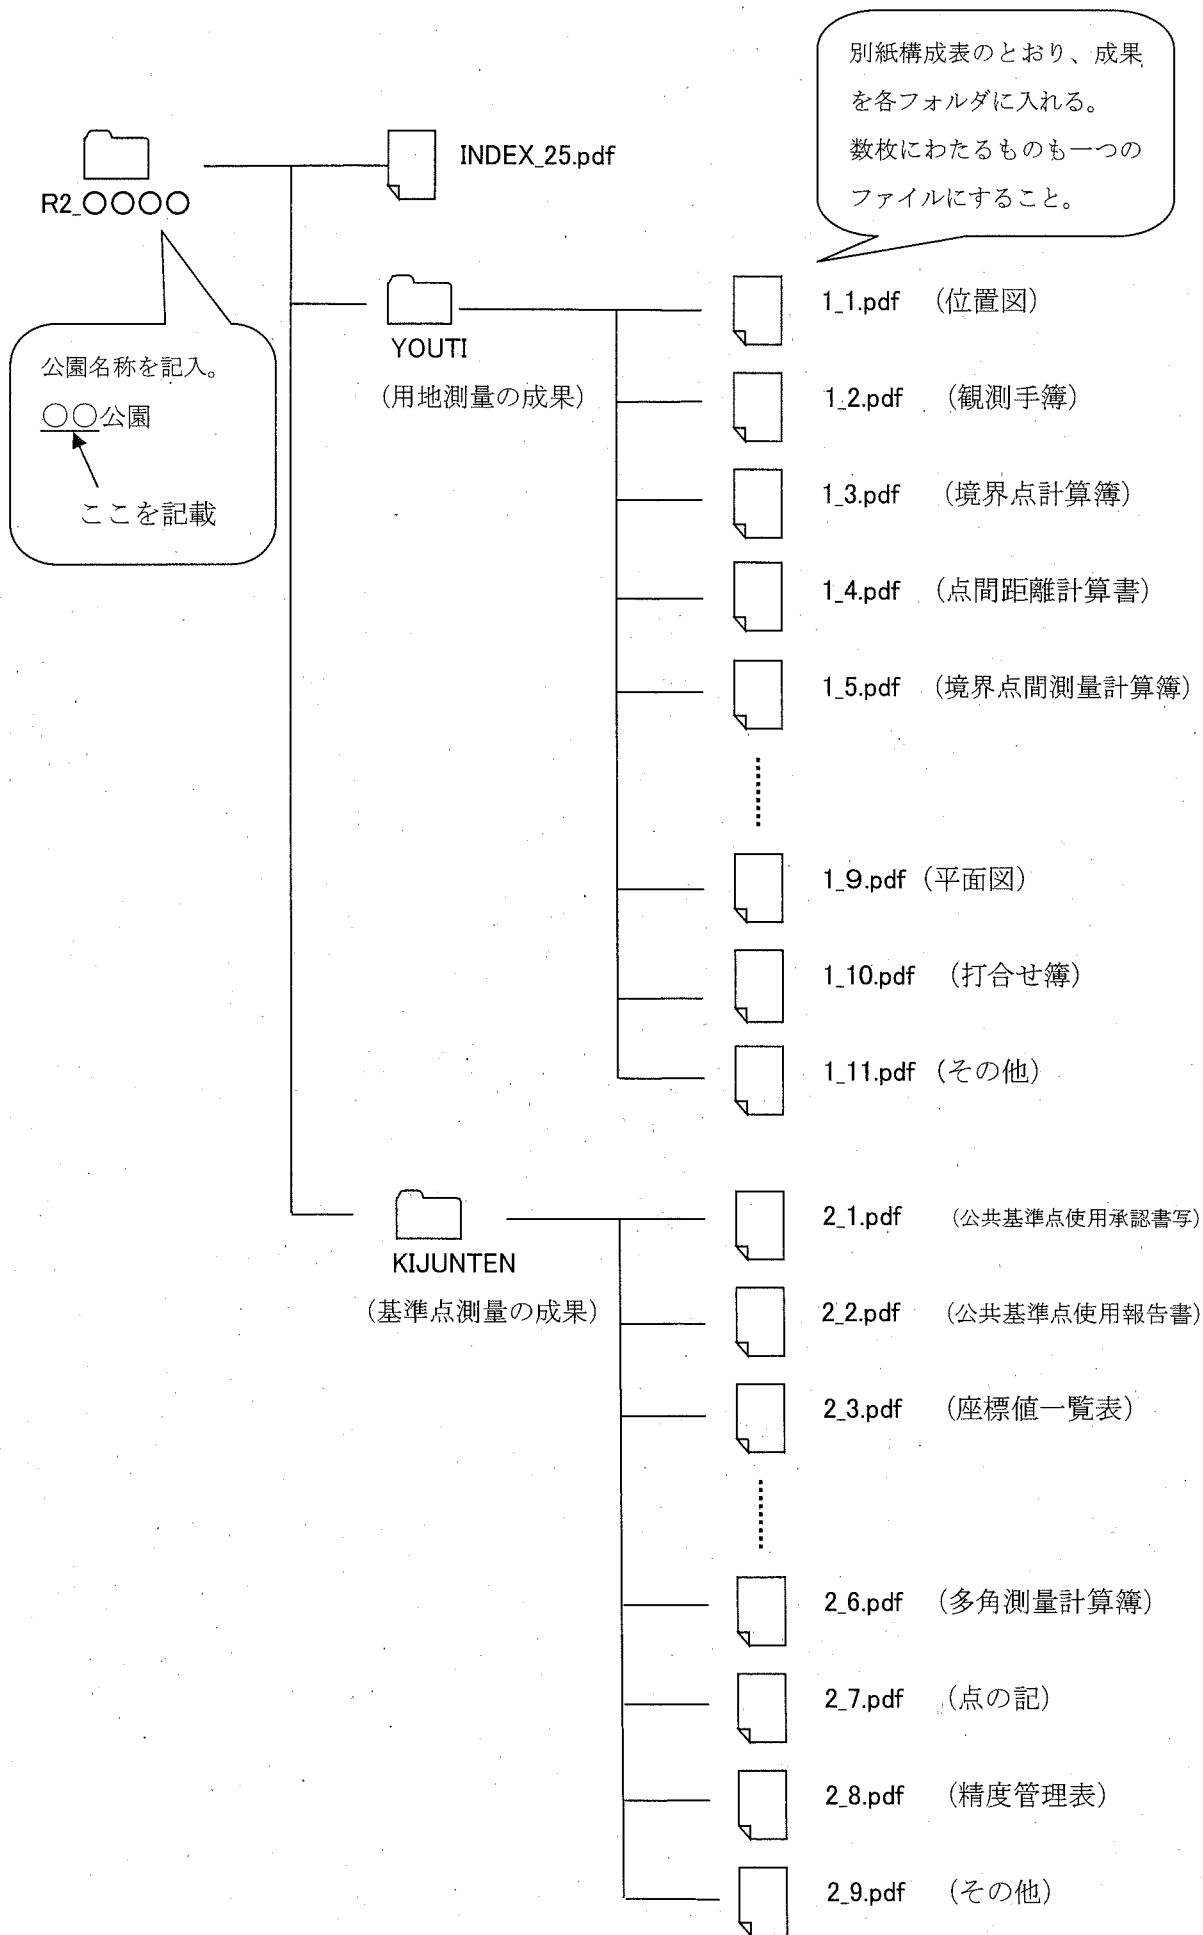 別紙構成表のとおり、成果
を各フォルダに入れる。
数枚にわたるものも一つの
ファイルにすること。
R2_〇〇〇〇
INDEX_25.pdf
公園名称を記入。
〇〇公園
ここを記載
YOUTI
(用地測量の成果)
1_1.pdf (位置図)
1_2.pdf (観測手簿)
1_3.pdf (境界点計算簿)
1_4.pdf (点間距離計算書)
1_5.pdf (境界点間測量計算簿)
1_9.pdf (平面図)
1_10.pdf (打合せ簿)
1_11.pdf (その他)
KIJUNTEN
(基準点測量の成果)
2_1.pdf (公共基準点使用承認書写)
2_2.pdf (公共基準点使用報告書)
2_3.pdf (座標値一覧表)
2_6.pdf (多角測量計算簿)
2_7.pdf (点の記)
2_8.pdf (精度管理表)
2_9.pdf (その他)